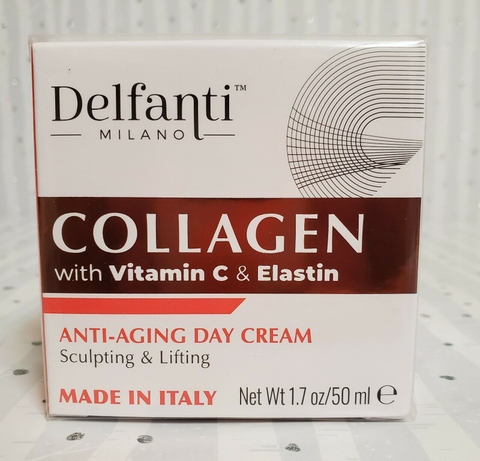 Delfanti™
MILANO
COLLAGEN
with Vitamin C & Elastin
ANTI-AGING DAY CREAM
Sculpting & Lifting
MADE IN ITALY Net Wt 1.7 oz/50 ml ℮